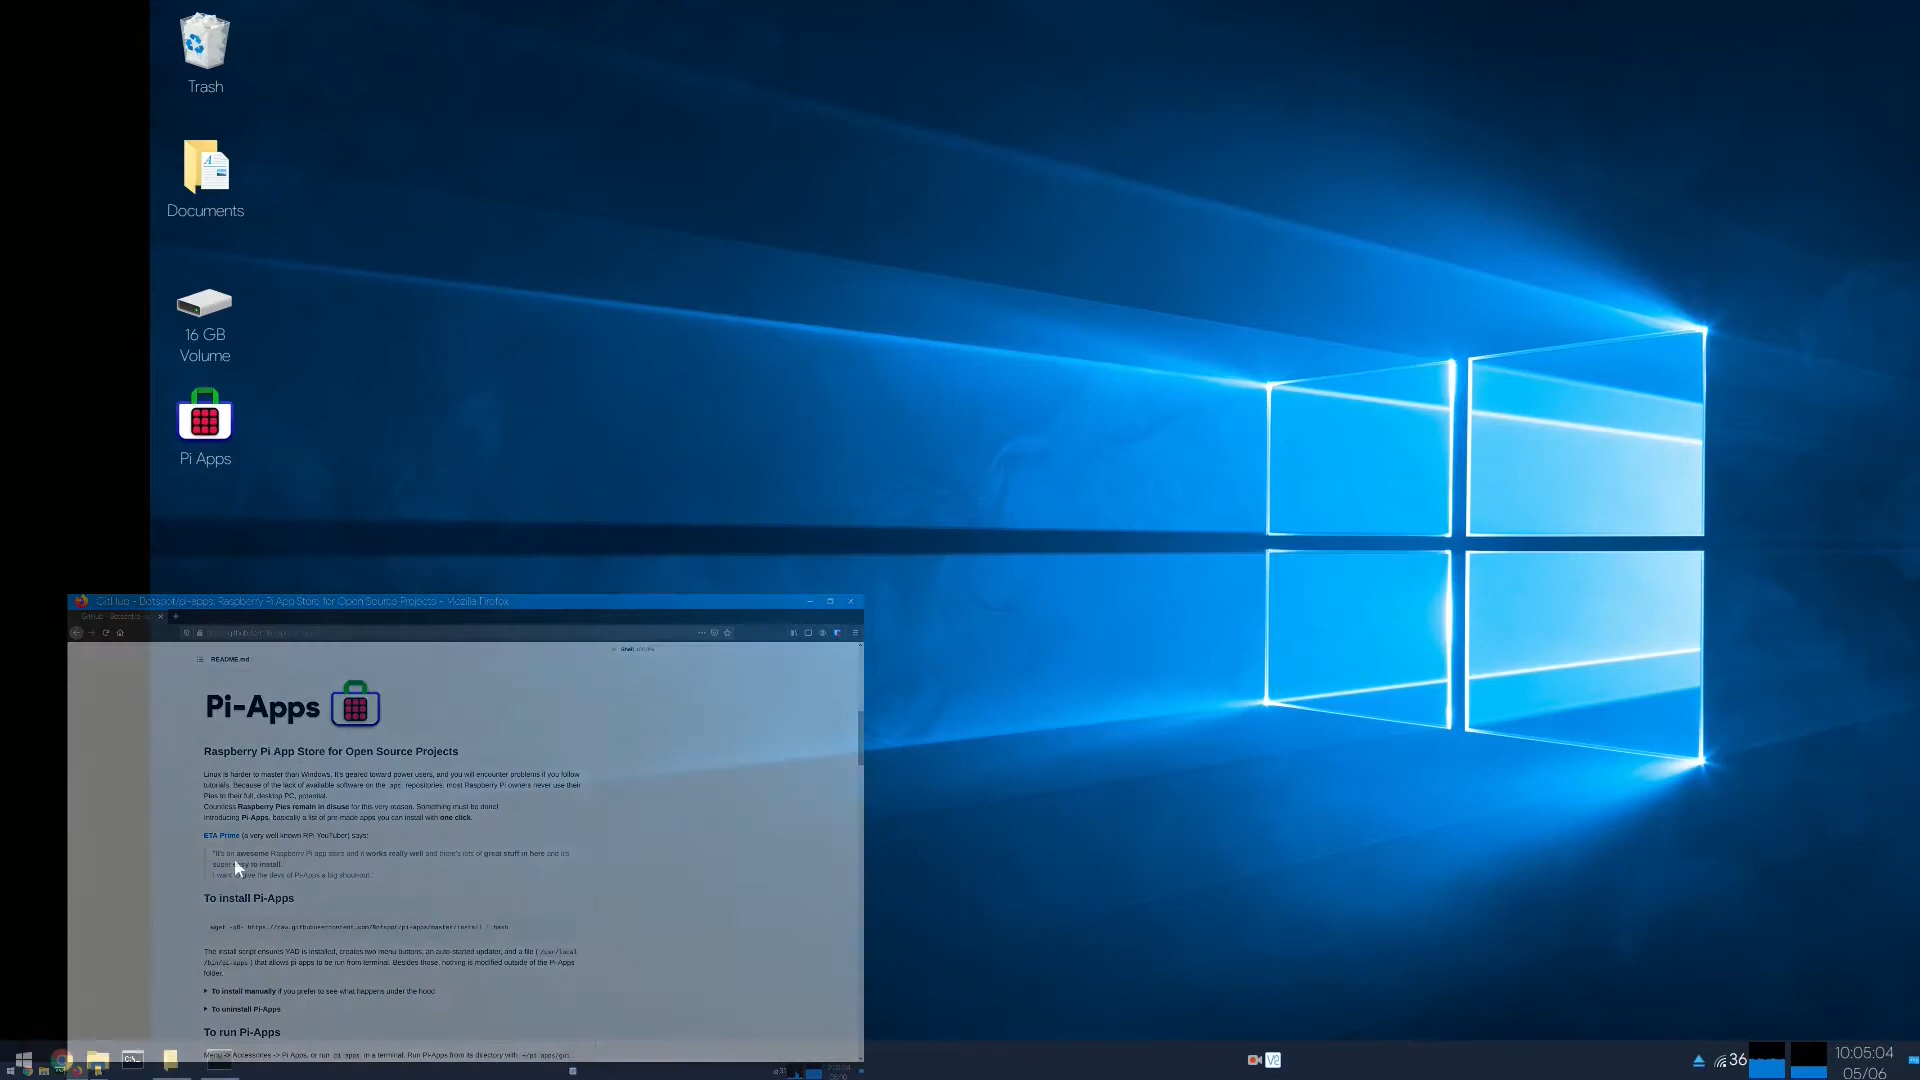 Trash
Documents
16 GB
Volume
Pi Apps
GitHub - Botspot/pi-apps: Raspberry Pi App Store for Open Source Projects - Mozilla Firefox
README.md
Shell
Pi-Apps
Raspberry Pi App Store for Open Source Projects
Linux is harder to master than Windows. It's geared toward power users, and you will encounter problems if you follow
tutorials. Because of the lack of available software on the apt repositories, most Raspberry Pi owners never use their
Pies to their full, desktop PC, potential.
Countless Raspberry Pies remain in disuse for this very reason. Something must be done!
Introducing Pi-Apps, basically a list of pre-made apps you can install with one click.
ETA Prime (a very well known RPi YouTuber) says:
"It's an awesome Raspberry Pi app store and it works really well and there's lots of great stuff in here and it's
super easy to install.
I want to give the devs of Pi-Apps a big shout-out."
To install Pi-Apps
wget -qO- https://raw.githubusercontent.com/Botspot/pi-apps/master/install | bash
The install script ensures YAD is installed, creates two menu buttons, an auto-started updater, and a file ( /usr/local
/bin/pi-apps ) that allows pi-apps to be run from terminal. Besides those, nothing is modified outside of the Pi-Apps
folder.
To install manually if you prefer to see what happens under the hood
To uninstall Pi-Apps
To run Pi-Apps
Menu -> Accessories -> Pi Apps, or run pi-apps in a terminal. Run Pi-Apps from its directory with ~/pi-apps/gui .
36
10:05:04
05/06